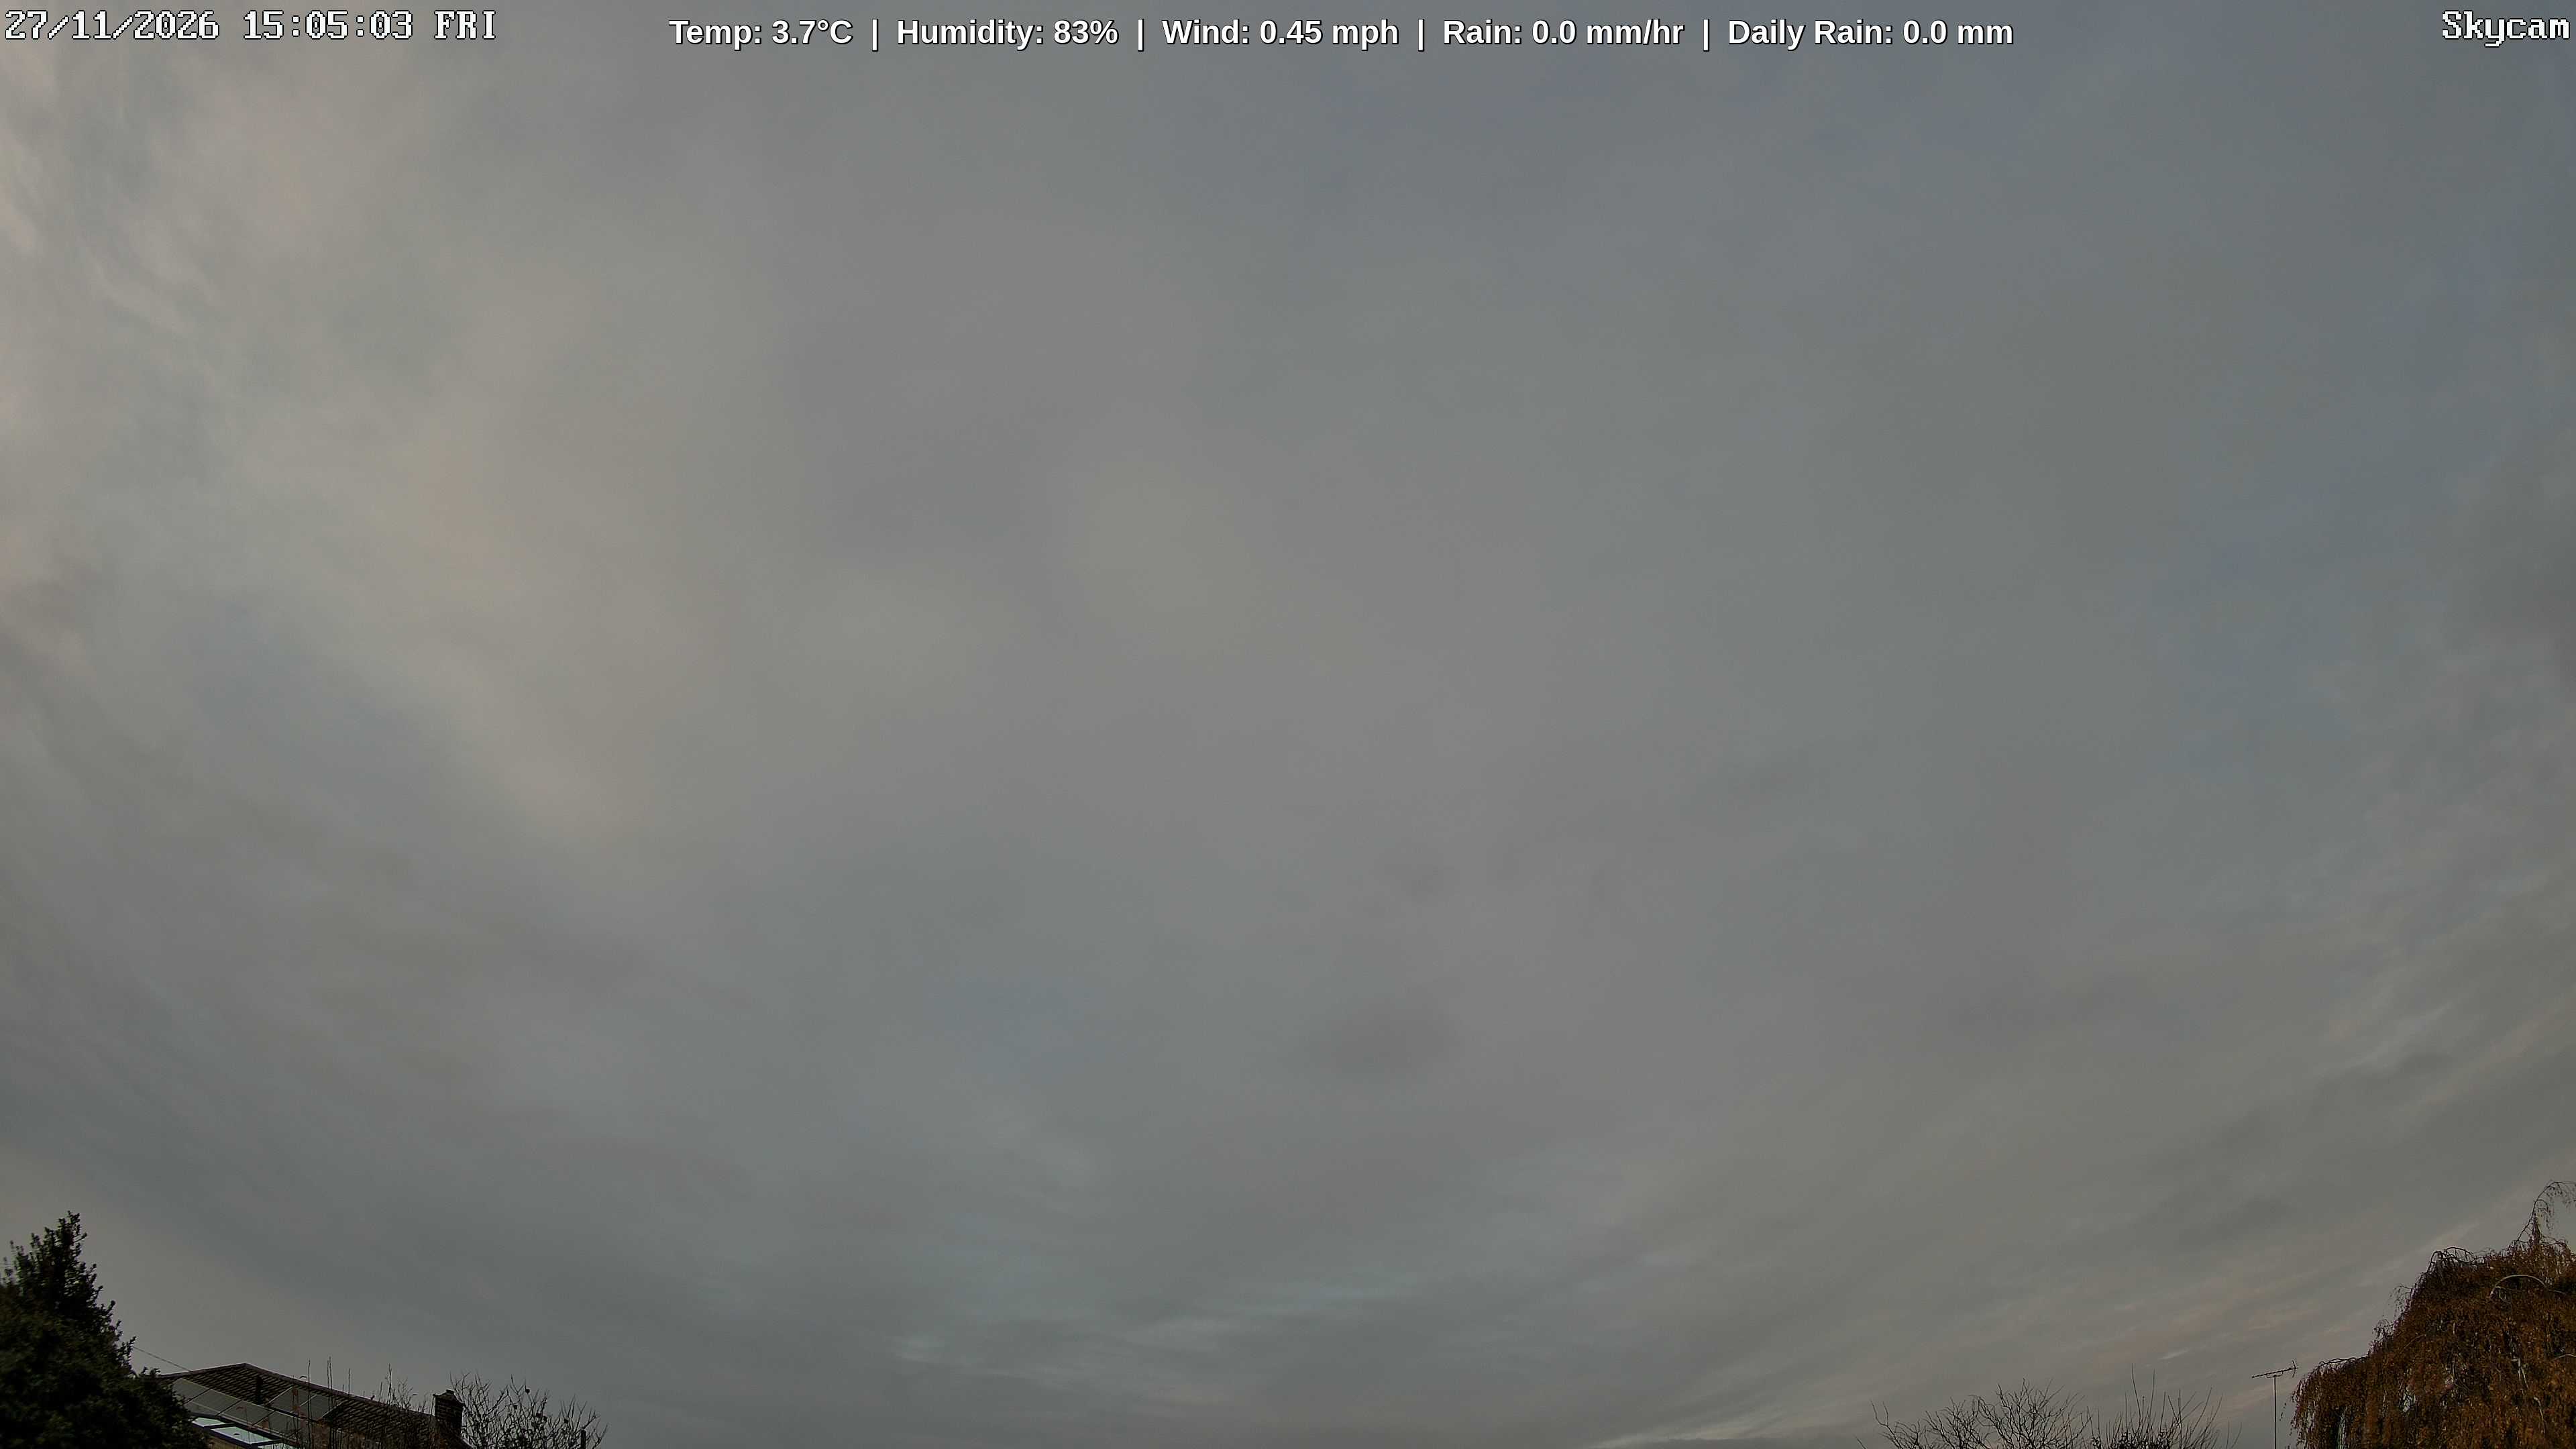 27/11/2026 15:05:03 FRI
Temp: 3.7°C | Humidity: 83% | Wind: 0.45 mph | Rain: 0.0 mm/hr | Daily Rain: 0.0 mm
Skycam